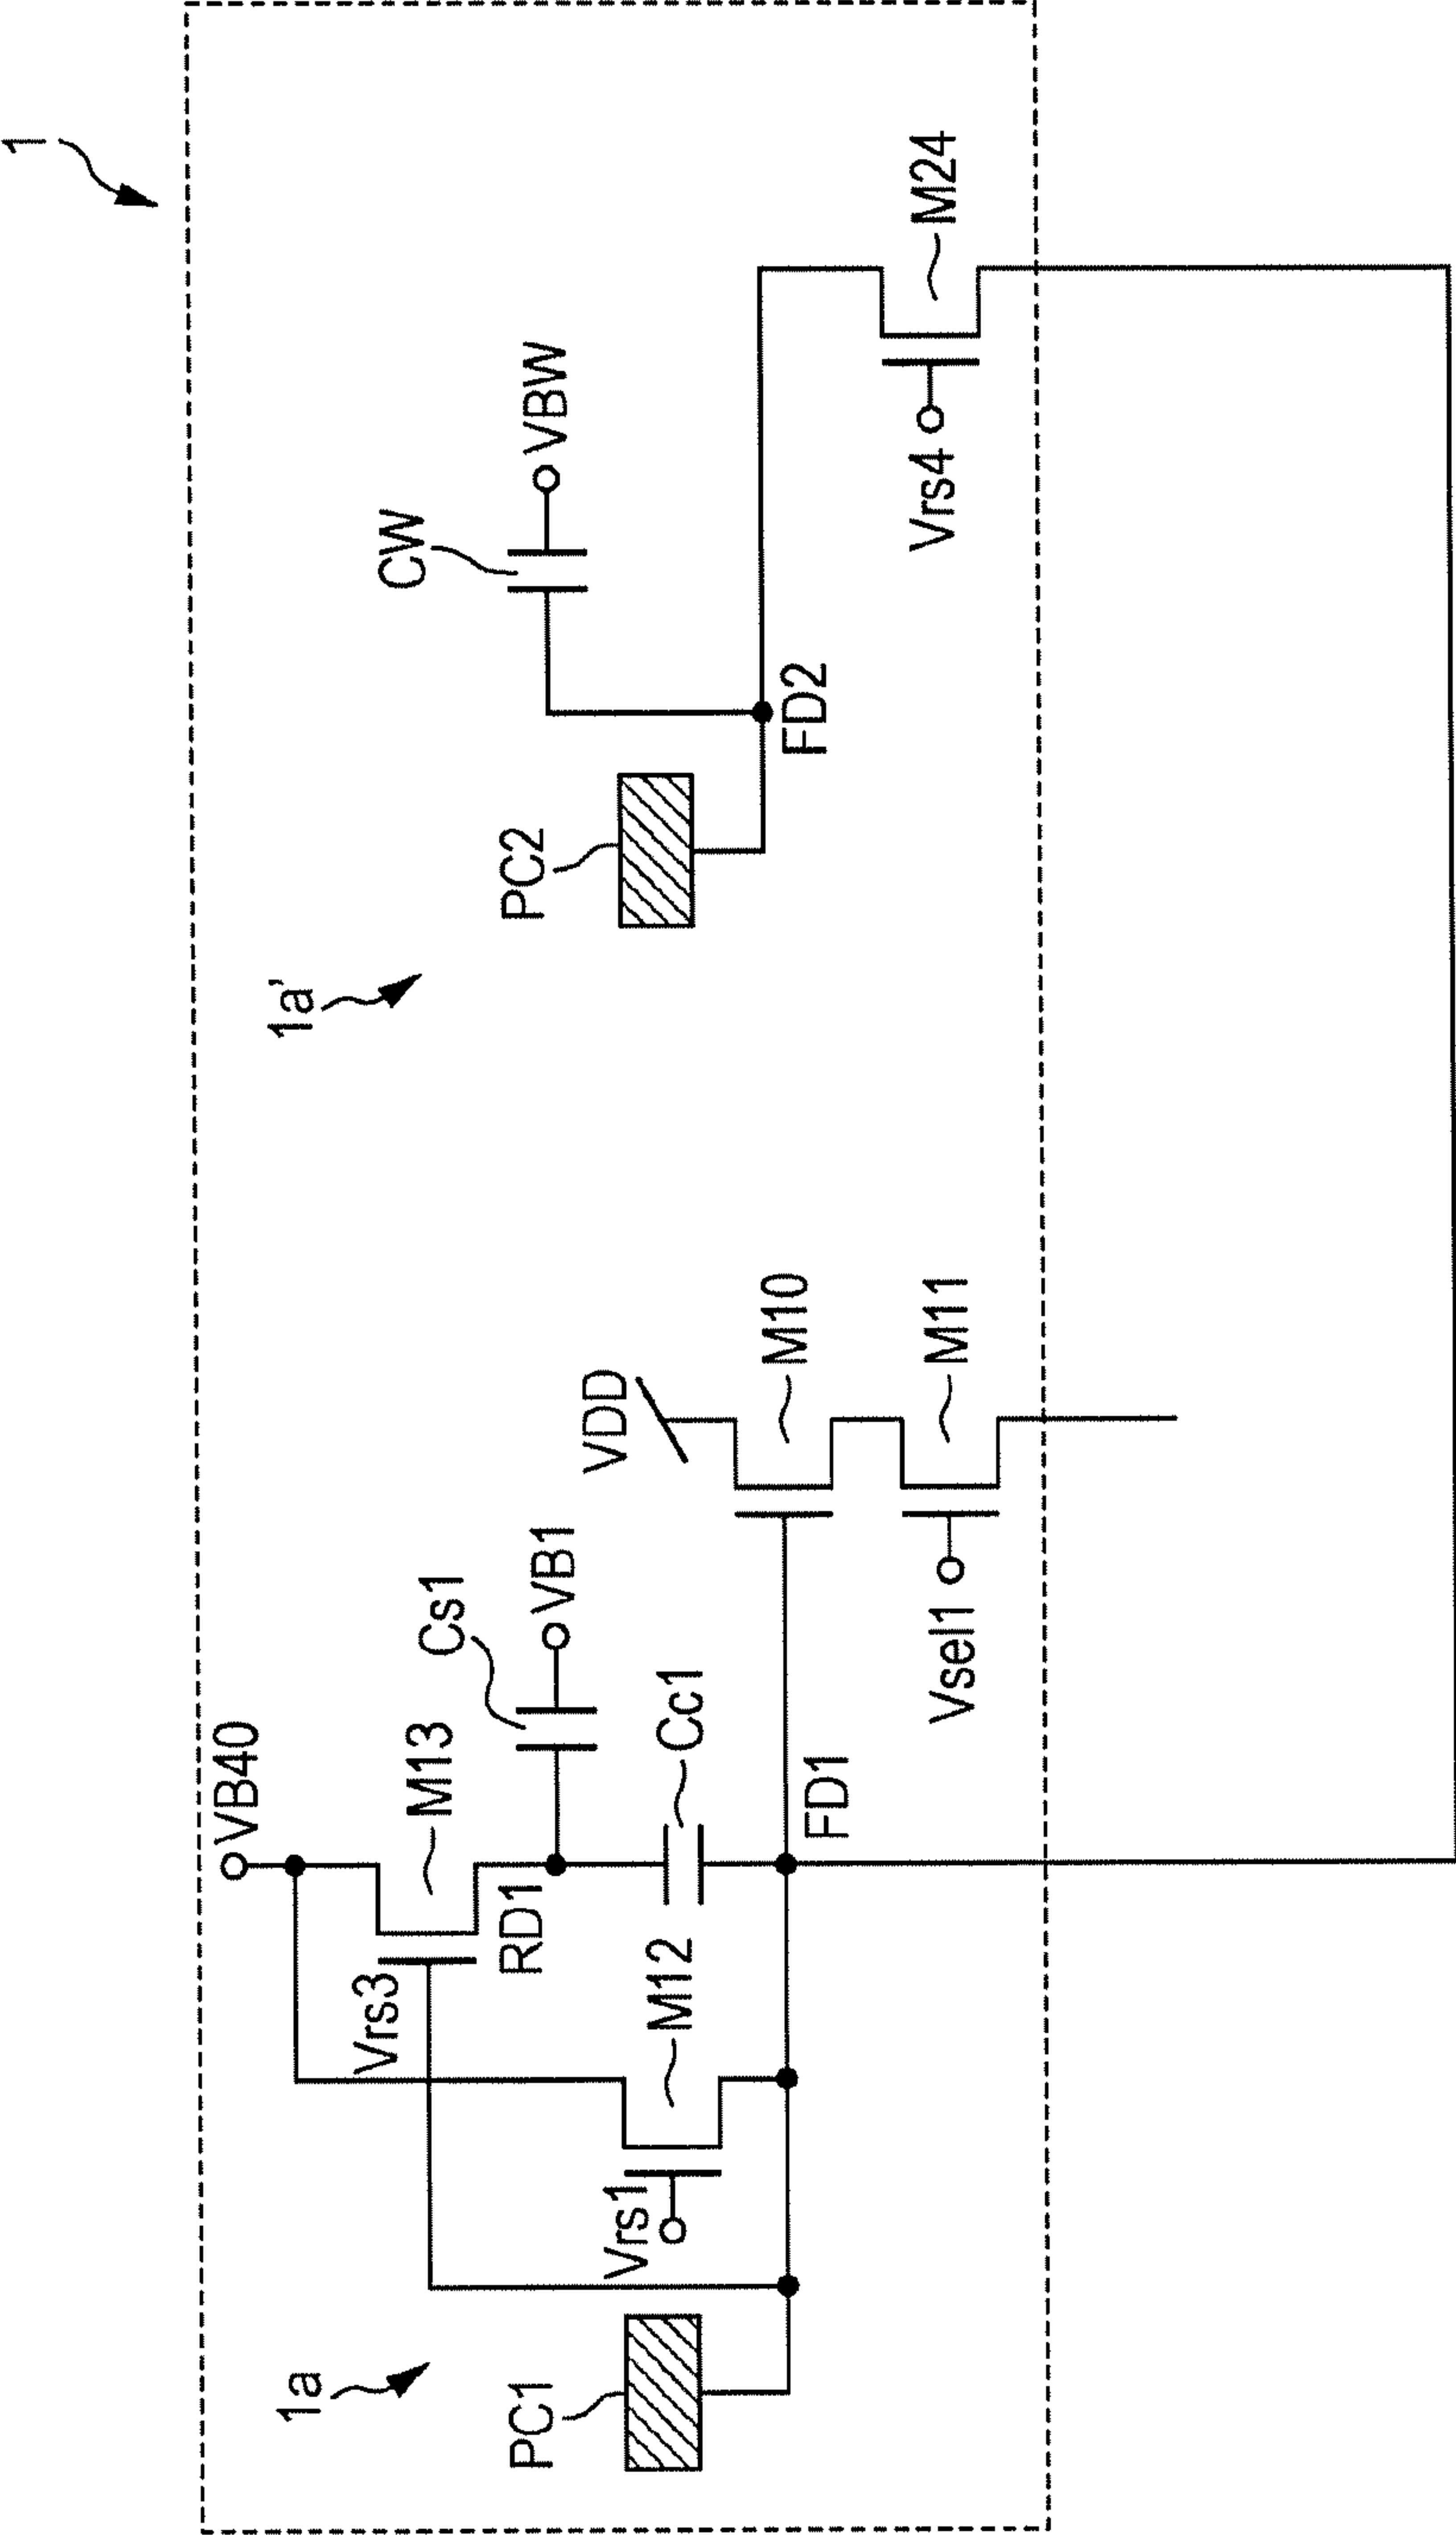 1
1a
VB40
Vrs3
M13
Cs1
VB1
RD1
Vrs1
M12
Cc1
PC1
FD1
VDD
M10
Vsel1
M11
1a'
CW
VBW
PC2
FD2
Vrs4
M24